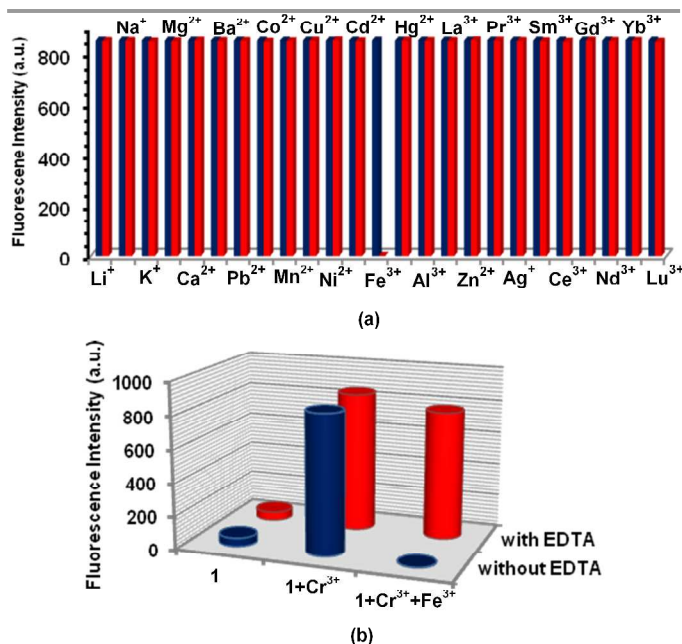 Fluorescene Intensity (a.u.)
800
600
400
200
0
Na+ Mg2+ Ba2+ Co2+ Cu2+ Cd2+ Hg2+ La3+ Pr3+ Sm3+ Gd3+ Yb3+
Li+ K+ Ca2+ Pb2+ Mn2+ Ni2+ Fe3+ Al3+ Zn2+ Ag+ Ce3+ Nd3+ Lu3+
(a)
Fluorescence Intensity (a.u.)
1000
800
600
400
200
0
1 1+Cr3+ 1+Cr3++Fe3+
with EDTA
without EDTA
(b)